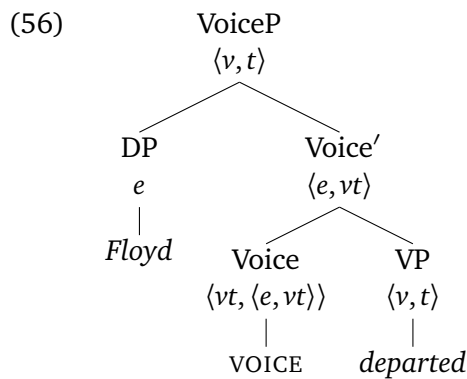 (56) VoiceP
⟨v, t⟩
DP Voice′
e ⟨e, vt⟩
Floyd Voice VP
⟨vt, ⟨e, vt⟩⟩ ⟨v, t⟩
VOICE departed